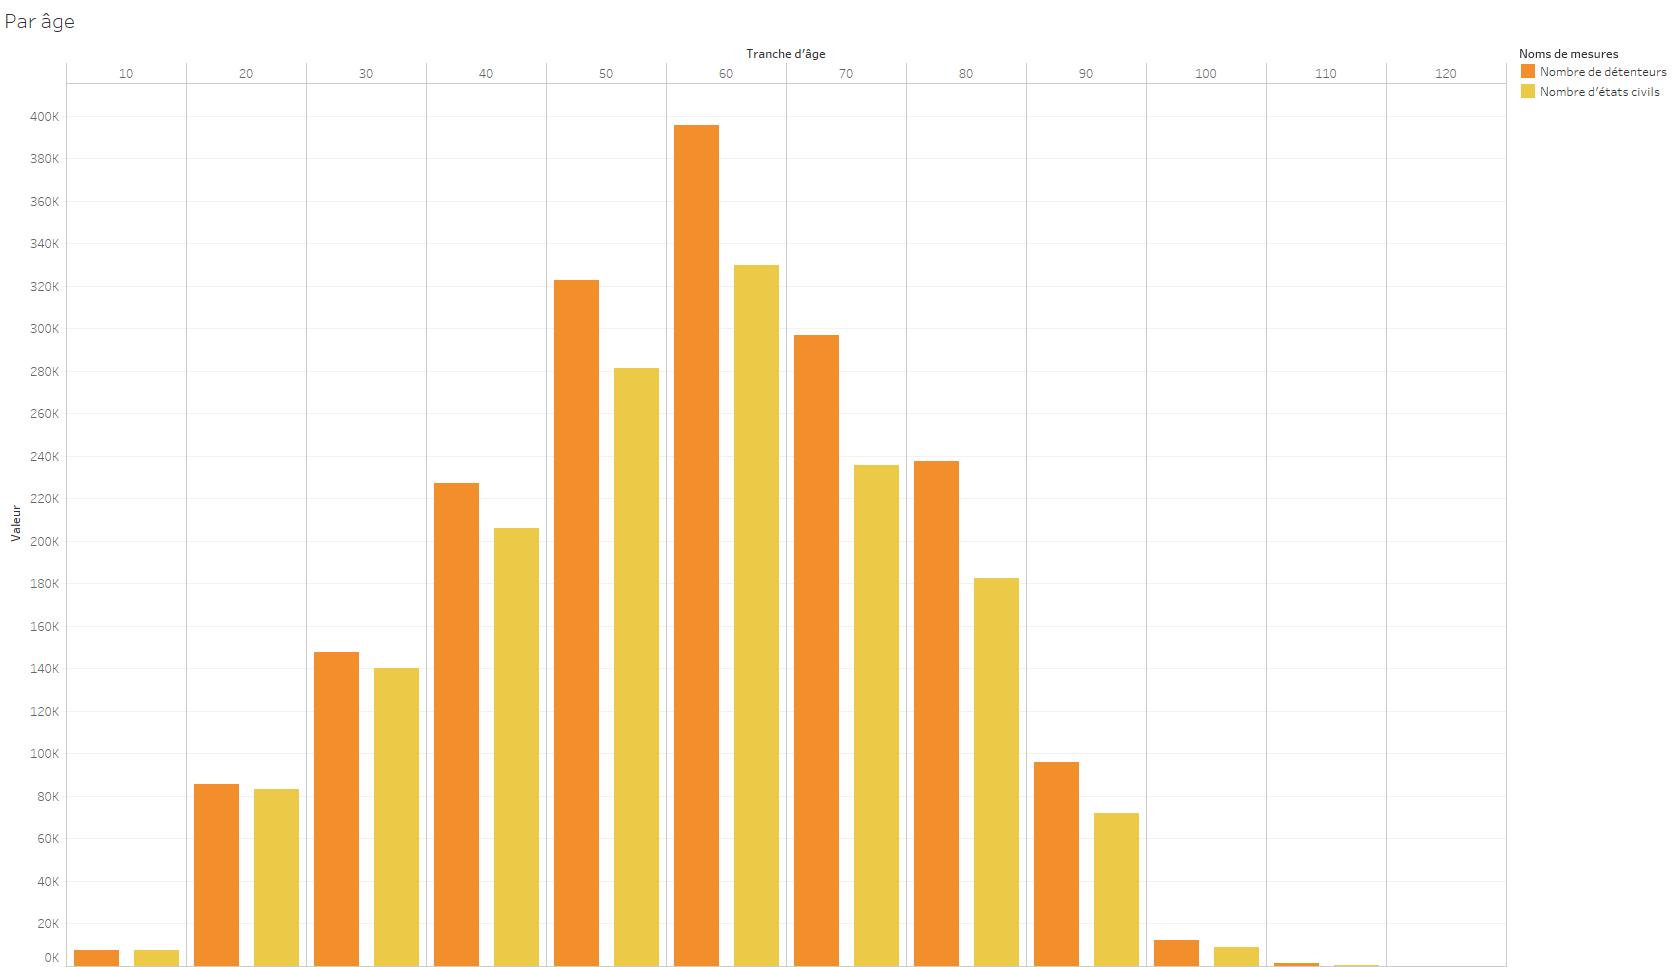 Par âge
Tranche d'âge
10 20 30 40 50 60 70 80 90 100 110 120
Noms de mesures
Nombre de détenteurs
Nombre d'états civils
Valeur
400K
380K
360K
340K
320K
300K
280K
260K
240K
220K
200K
180K
160K
140K
120K
100K
80K
60K
40K
20K
0K